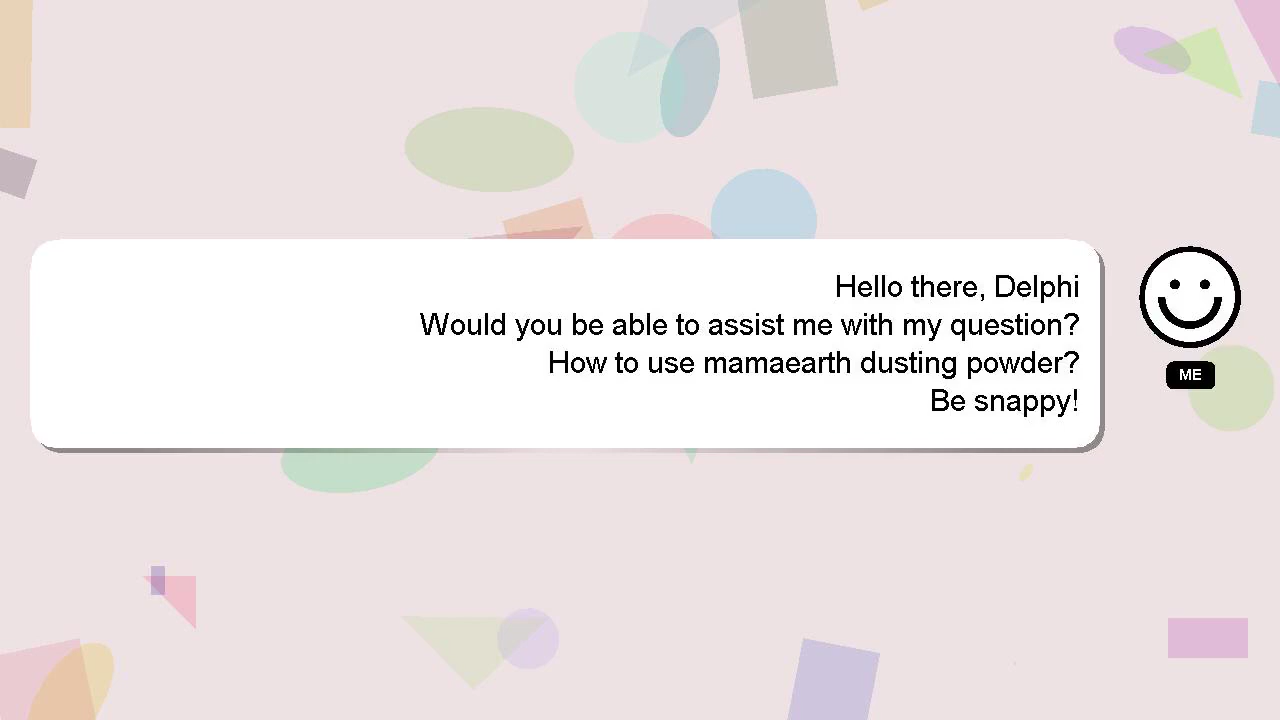 Hello there, Delphi
Would you be able to assist me with my question?
How to use mamaearth dusting powder?
Be snappy!
ME